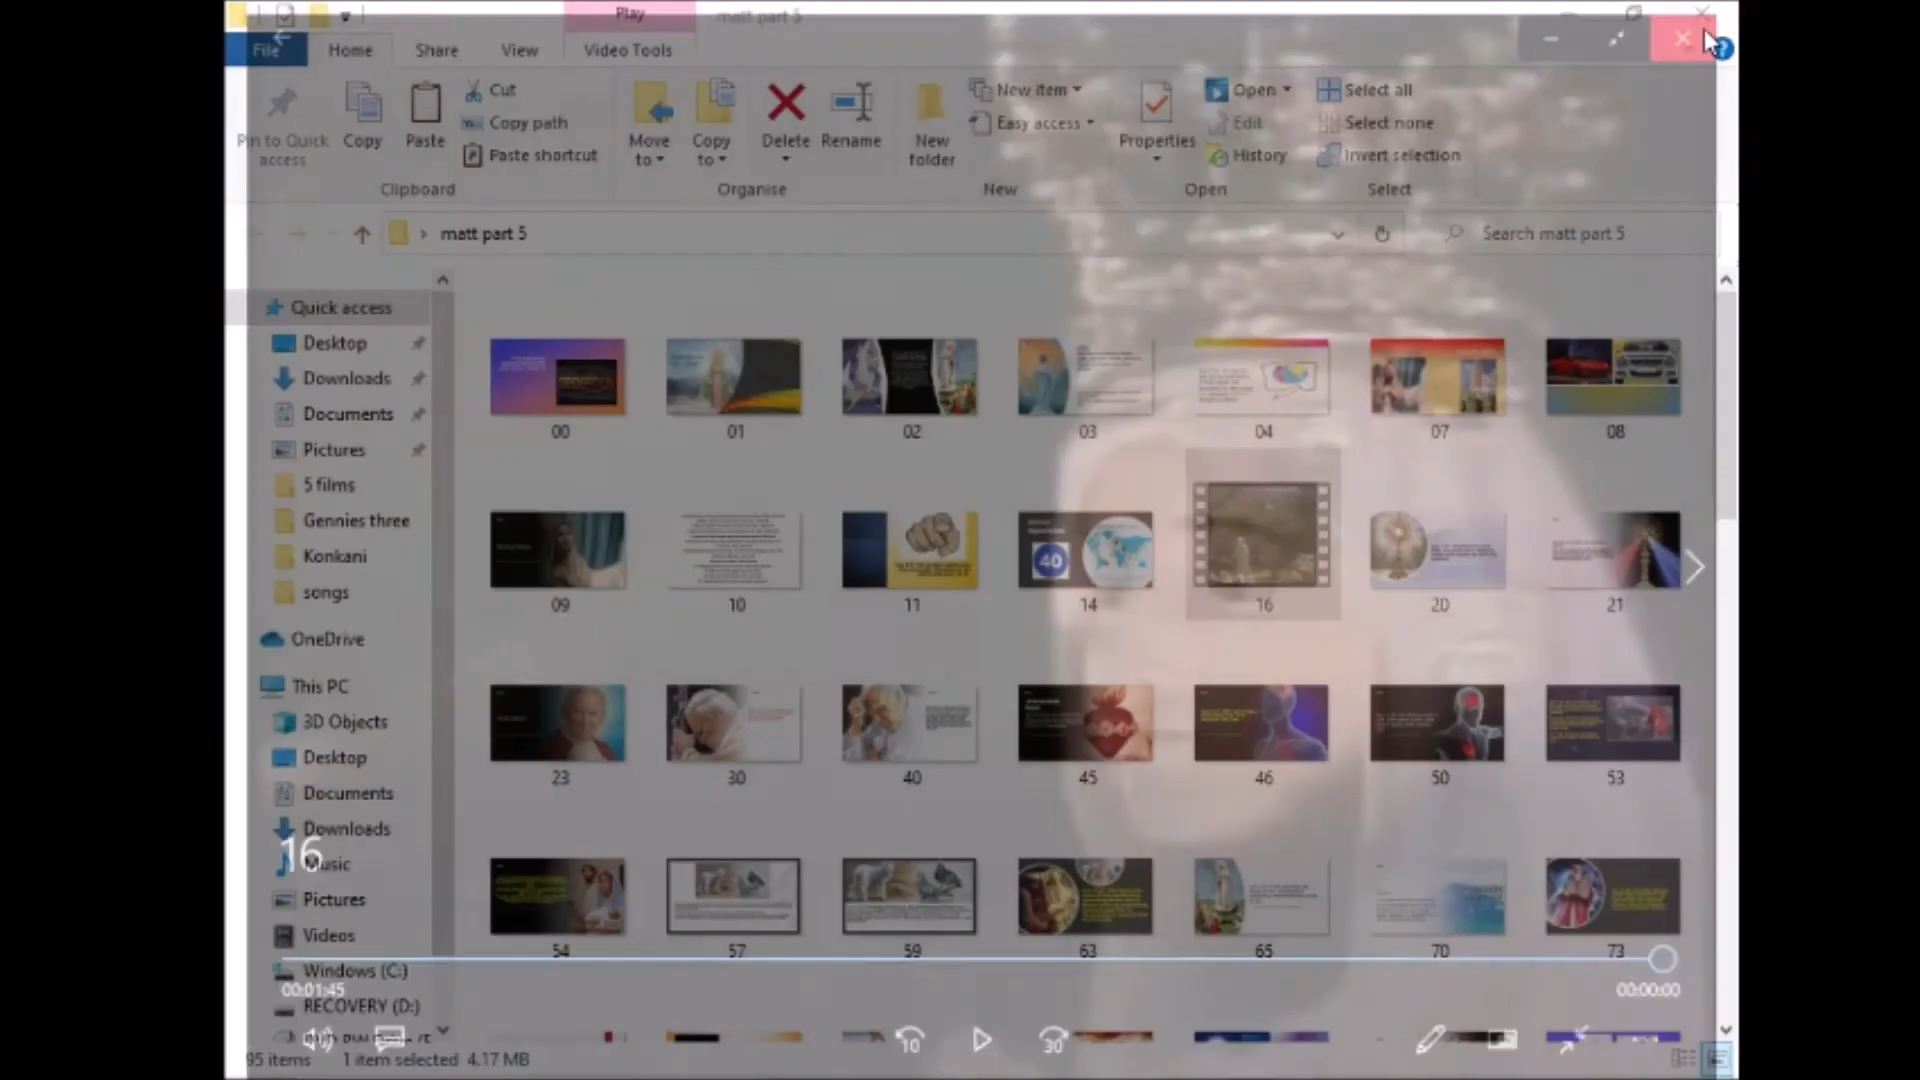 Play matt part 5
File Home Share View Video Tools
Pin to Quick access
Copy
Paste
Cut
Copy path
Paste shortcut
Move to
Copy to
Delete
Rename
New folder
New item
Easy access
Properties
Open
Edit
History
Select all
Select none
Invert selection
Clipboard Organise New Open Select
matt part 5
Search matt part 5
Quick access
Desktop
Downloads
Documents
Pictures
5 films
Gennies three
Konkani
songs
OneDrive
This PC
3D Objects
Desktop
Documents
Downloads
Music
Pictures
Videos
Windows (C:)
RECOVERY (D:)
00 01 02 03 04 07 08
40
09 10 11 14 16 20 21
23 30 40 45 46 50 53
54 57 59 63 65 70 73
16
00:01:45 00:00:00
10 30
95 items 1 item selected 4.17 MB